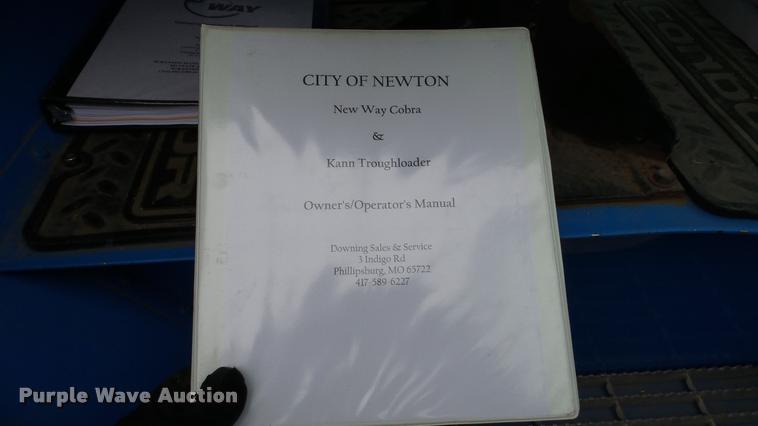 WAY
CITY OF NEWTON
New Way Cobra
&
Kann Troughloader
Owner's/Operator's Manual
Downing Sales & Service
3 Indigo Rd
Phillipsburg, MO 65722
417-589-6227
Purple Wave Auction